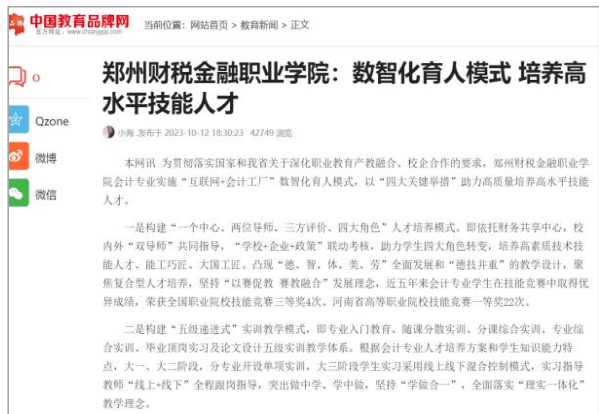 中国教育品牌网
当前位置：网站首页 > 教育新闻 > 正文
0
Qzone
微博
微信
郑州财税金融职业学院：数智化育人模式 培养高
水平技能人才
小海 .发布于 2023-10-12 18:30:23 42749 浏览
本网讯 为贯彻落实国家和我省关于深化职业教育产教融合、校企合作的要求，郑州财税金融职业学
院会计专业实施“互联网+会计工厂”数智化育人模式，以“四大关键举措”助力高质量培养高水平技能
人才。
一是构建“一个中心、两位导师、三方评价、四大角色”人才培养模式。即依托财务共享中心，校
内外“双导师”共同指导，“学校+企业+政策”联动考核，助力学生四大角色转变，培养高素质技术技
能人才、能工巧匠、大国工匠。凸现“德、智、体、美、劳”全面发展和“德技并重”的教学设计，聚
焦复合型人才培养，坚持“以赛促教 赛教融合”发展理念，近五年来会计专业学生在技能竞赛中取得优
异成绩，荣获全国职业院校技能竞赛三等奖4次、河南省高等职业院校技能竞赛一等奖22次。
二是构建“五级递进式”实训教学模式，即专业入门教育、随课分散实训、分课综合实训、专业综
合实训、毕业顶岗实习及论文设计五级实训教学体系。根据会计专业人才培养方案和学生知识能力特
点，大一、大二阶段，分专业开设单项实训，大三阶段学生实习采用线上线下混合控制模式，实习指导
教师“线上+线下”全程跟岗指导，突出做中学、学中做，坚持“学做合一”，全面落实“理实一体化”
教学理念。